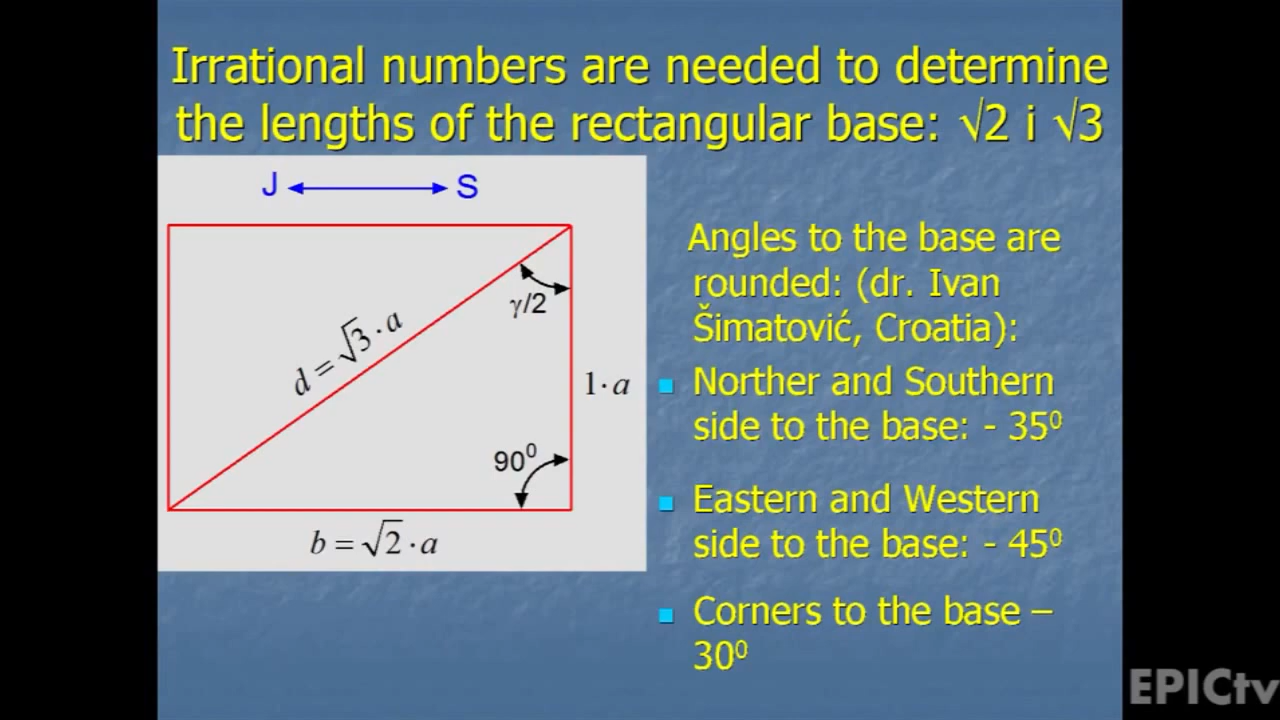 Irrational numbers are needed to determine
the lengths of the rectangular base: √2 i √3
J S
γ/2
d = √3 · a
1 · a
90⁰
b = √2 · a
Angles to the base are
rounded: (dr. Ivan
Šimatović, Croatia):
Norther and Southern
side to the base: - 35⁰
Eastern and Western
side to the base: - 45⁰
Corners to the base –
30⁰
EPICtv